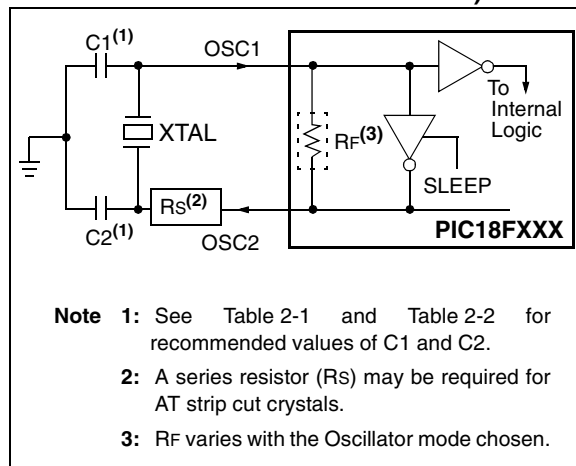 C1(1)
OSC1
To
Internal
Logic
XTAL
RF(3)
SLEEP
RS(2)
C2(1)
OSC2
PIC18FXXX
Note 1: See Table 2-1 and Table 2-2 for
recommended values of C1 and C2.
2: A series resistor (RS) may be required for
AT strip cut crystals.
3: RF varies with the Oscillator mode chosen.